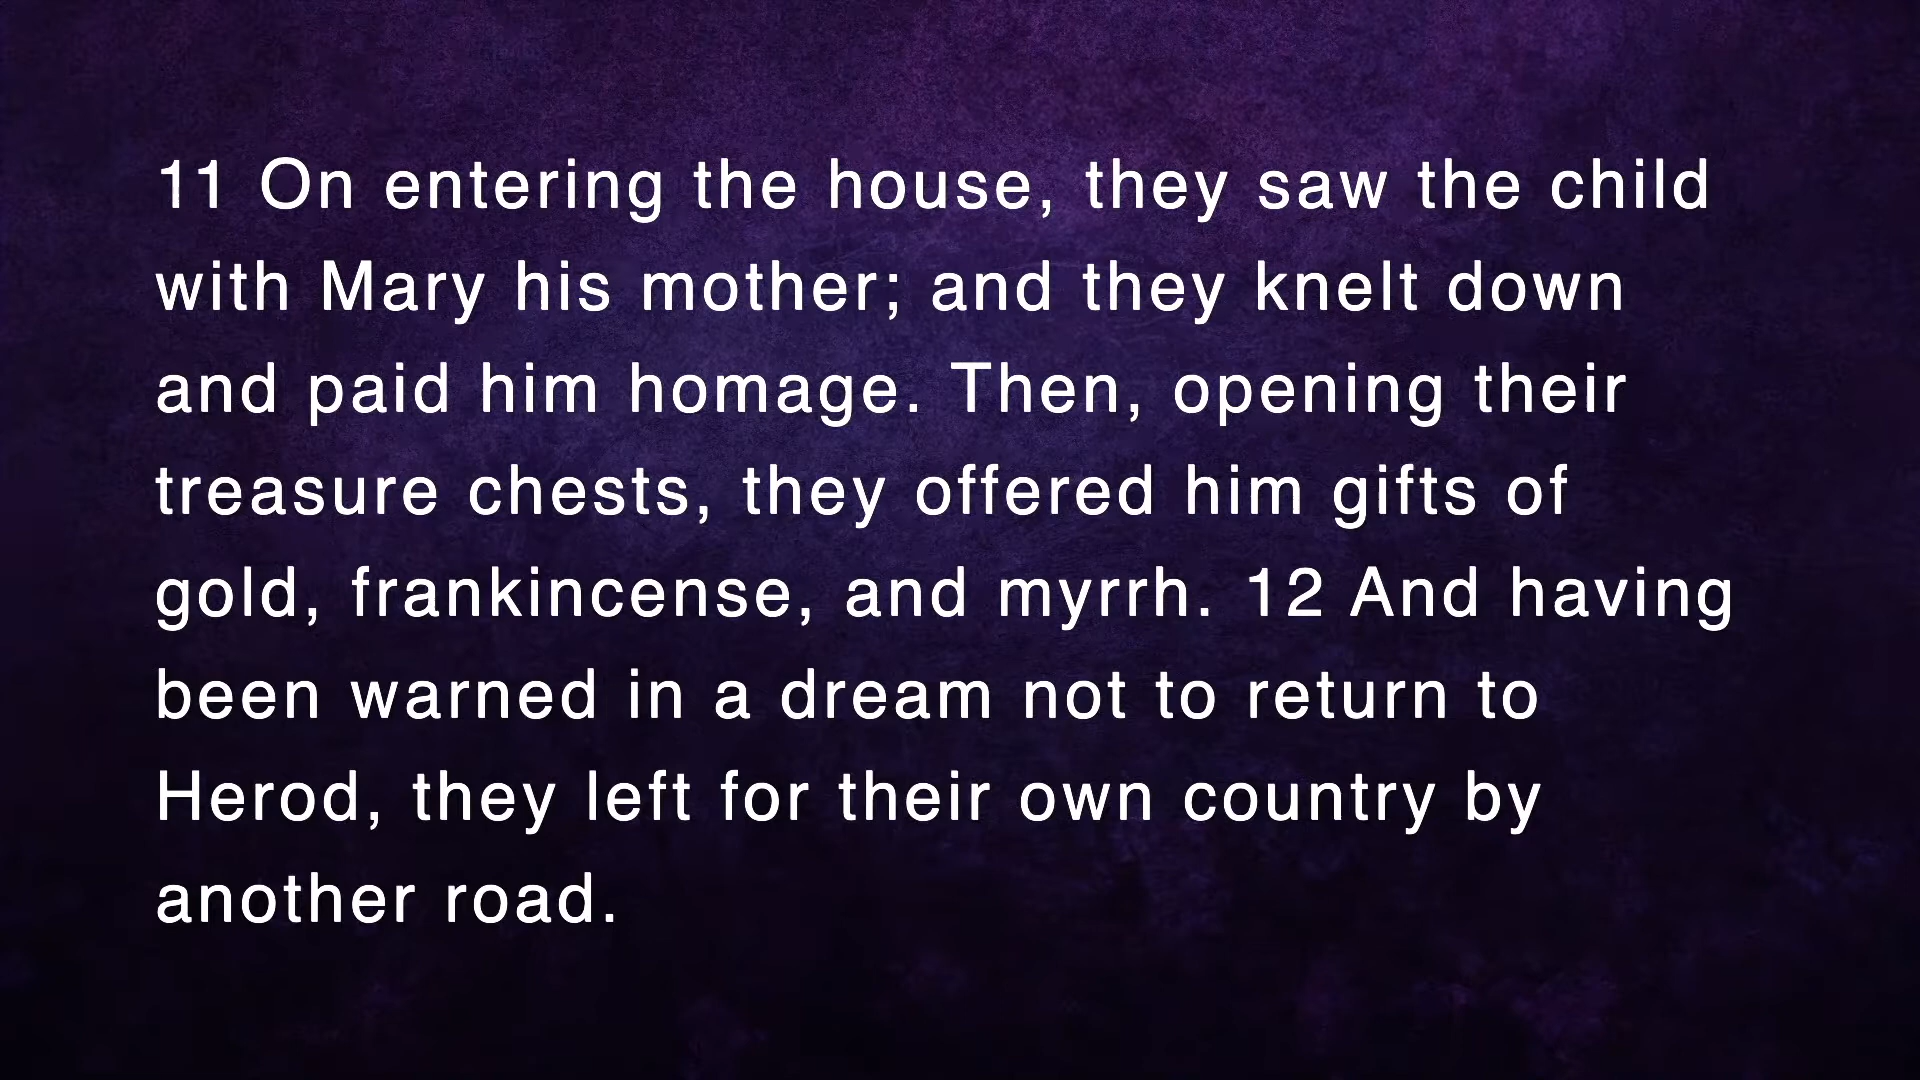 11 On entering the house, they saw the child
with Mary his mother; and they knelt down
and paid him homage. Then, opening their
treasure chests, they offered him gifts of
gold, frankincense, and myrrh. 12 And having
been warned in a dream not to return to
Herod, they left for their own country by
another road.